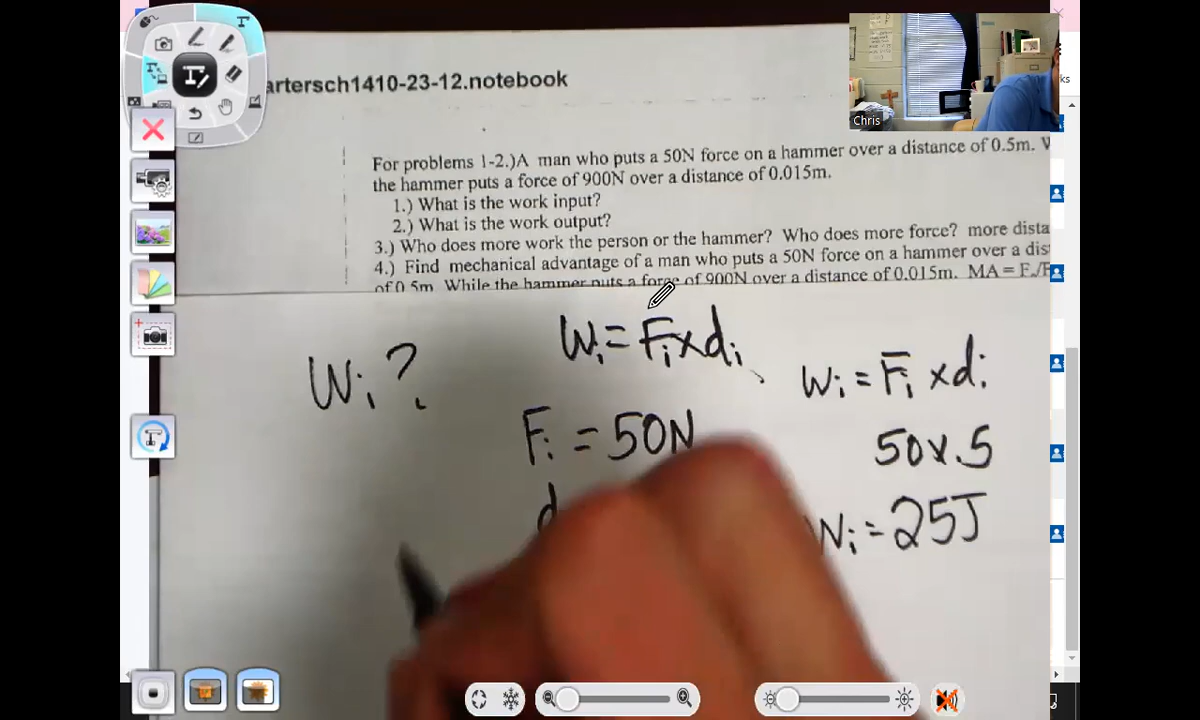 artersch1410-23-12.notebook
Chris
ks
For problems 1-2.)A man who puts a 50N force on a hammer over a distance of 0.5m. W
the hammer puts a force of 900N over a distance of 0.015m.
1.) What is the work input?
2.) What is the work output?
3.) Who does more work the person or the hammer? Who does more force? more dista
4.) Find mechanical advantage of a man who puts a 50N force on a hammer over a dis
of 0.5m. While the hammer puts a force of 900N over a distance of 0.015m. MA =
Wi?
Wi = Fi x di
Fi = 50N
d
Wi = Fi x di
50 x .5
Wi = 25J